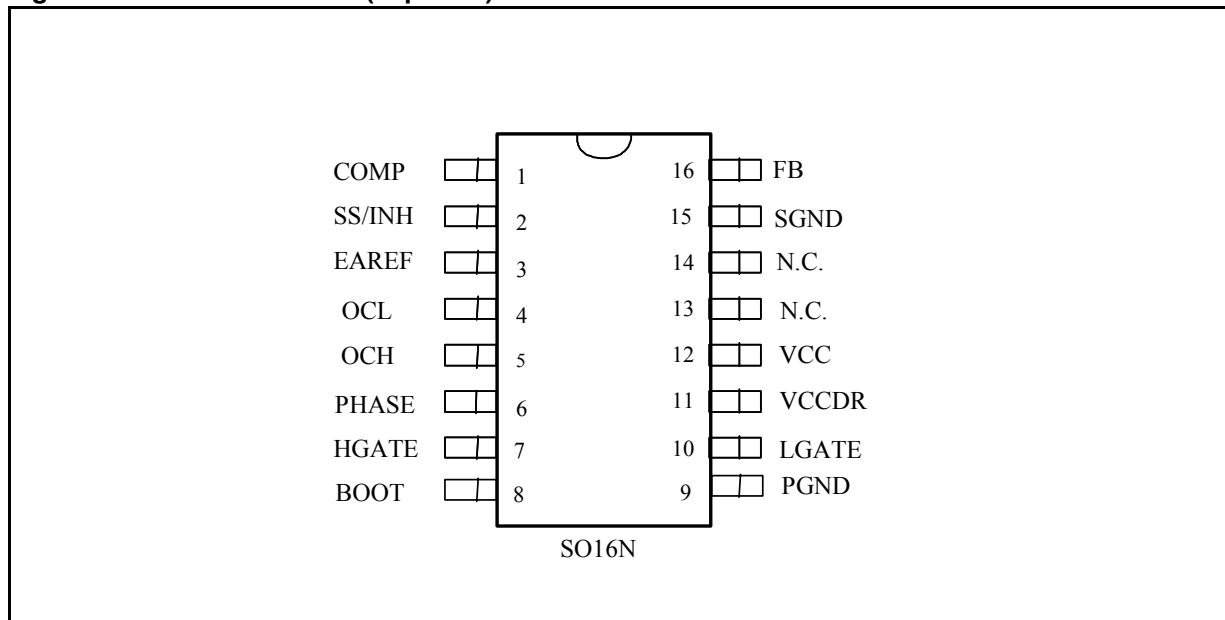 COMP 1 16 FB
SS/INH 2 15 SGND
EAREF 3 14 N.C.
OCL 4 13 N.C.
OCH 5 12 VCC
PHASE 6 11 VCCDR
HGATE 7 10 LGATE
BOOT 8 9 PGND
SO16N